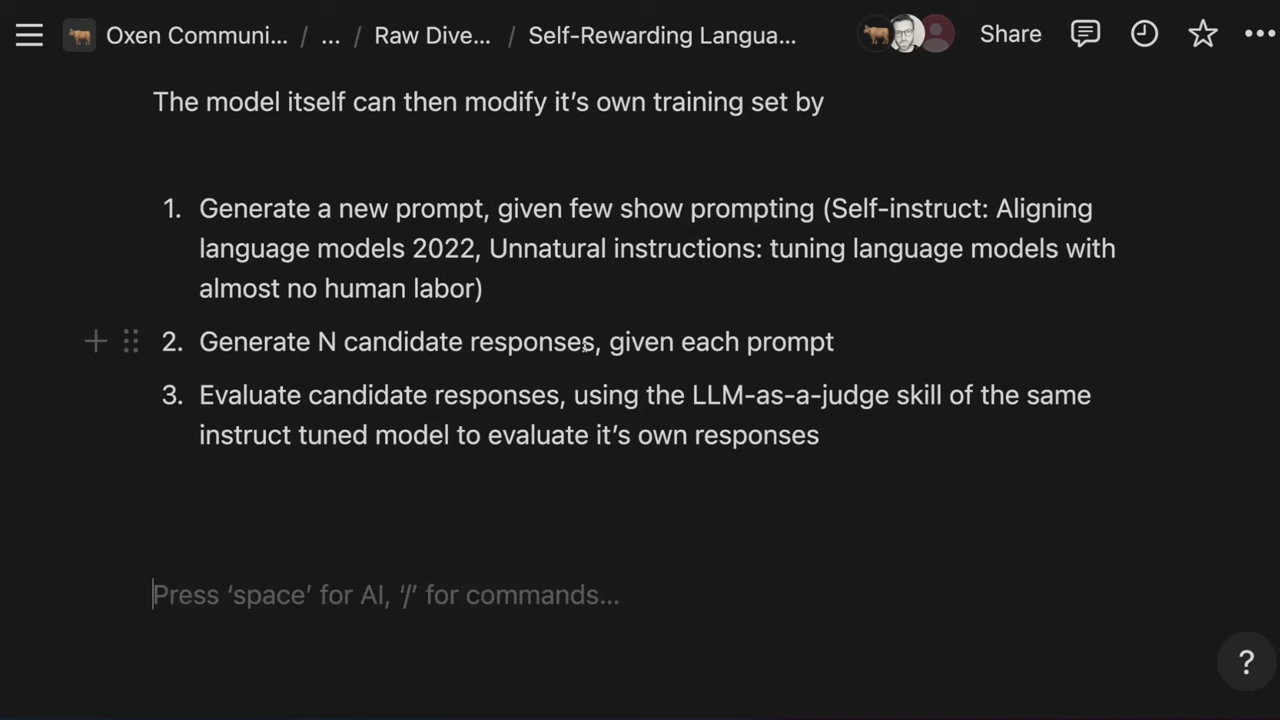 Oxen Communi... / ... / Raw Dive... / Self-Rewarding Langua... Share
The model itself can then modify it’s own training set by
1. Generate a new prompt, given few show prompting (Self-instruct: Aligning
language models 2022, Unnatural instructions: tuning language models with
almost no human labor)
2. Generate N candidate responses, given each prompt
3. Evaluate candidate responses, using the LLM-as-a-judge skill of the same
instruct tuned model to evaluate it’s own responses
Press ‘space’ for AI, ‘/’ for commands...
?